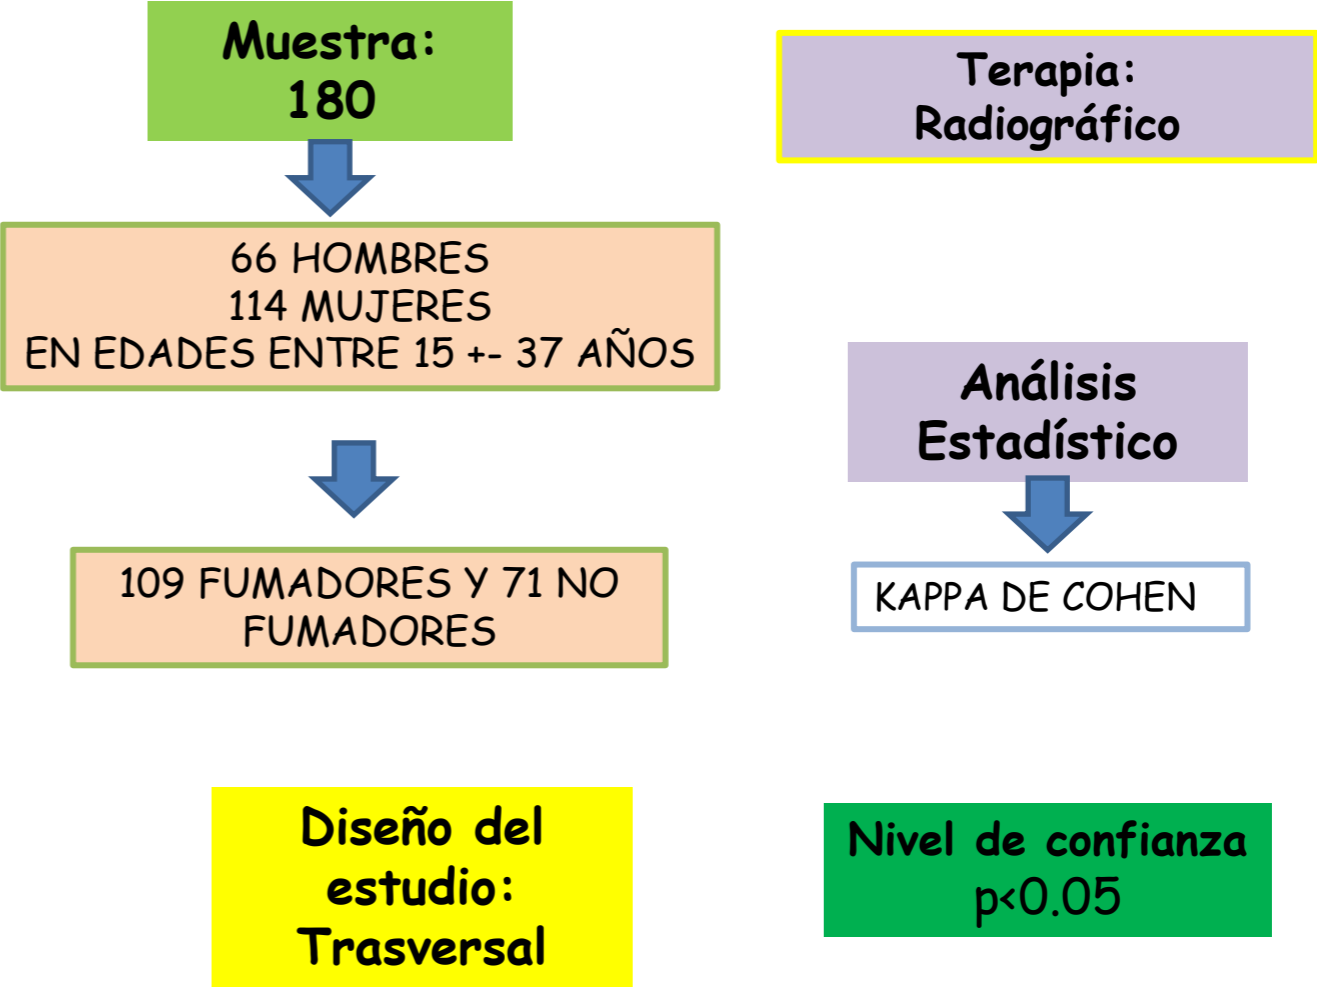 Muestra:
180
66 HOMBRES
114 MUJERES
EN EDADES ENTRE 15 +- 37 AÑOS
109 FUMADORES Y 71 NO
FUMADORES
Diseño del
estudio:
Trasversal
Terapia:
Radiográfico
Análisis
Estadístico
KAPPA DE COHEN
Nivel de confianza
p<0.05